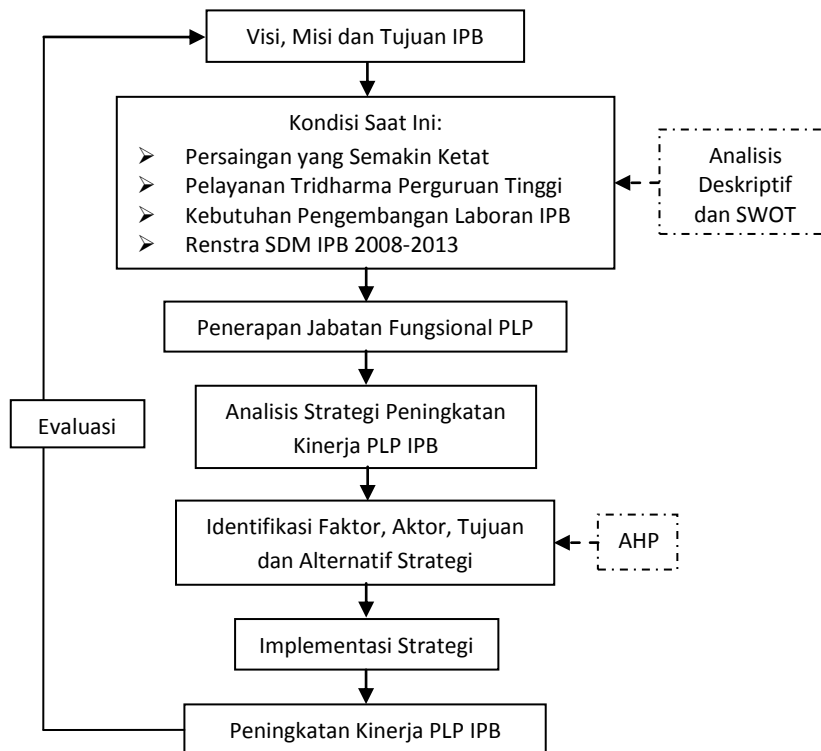 Visi, Misi dan Tujuan IPB
Kondisi Saat Ini:
➢ Persaingan yang Semakin Ketat
➢ Pelayanan Tridharma Perguruan Tinggi
➢ Kebutuhan Pengembangan Laboran IPB
➢ Renstra SDM IPB 2008-2013
Analisis
Deskriptif
dan SWOT
Penerapan Jabatan Fungsional PLP
Analisis Strategi Peningkatan
Kinerja PLP IPB
Evaluasi
Identifikasi Faktor, Aktor, Tujuan
dan Alternatif Strategi
AHP
Implementasi Strategi
Peningkatan Kinerja PLP IPB